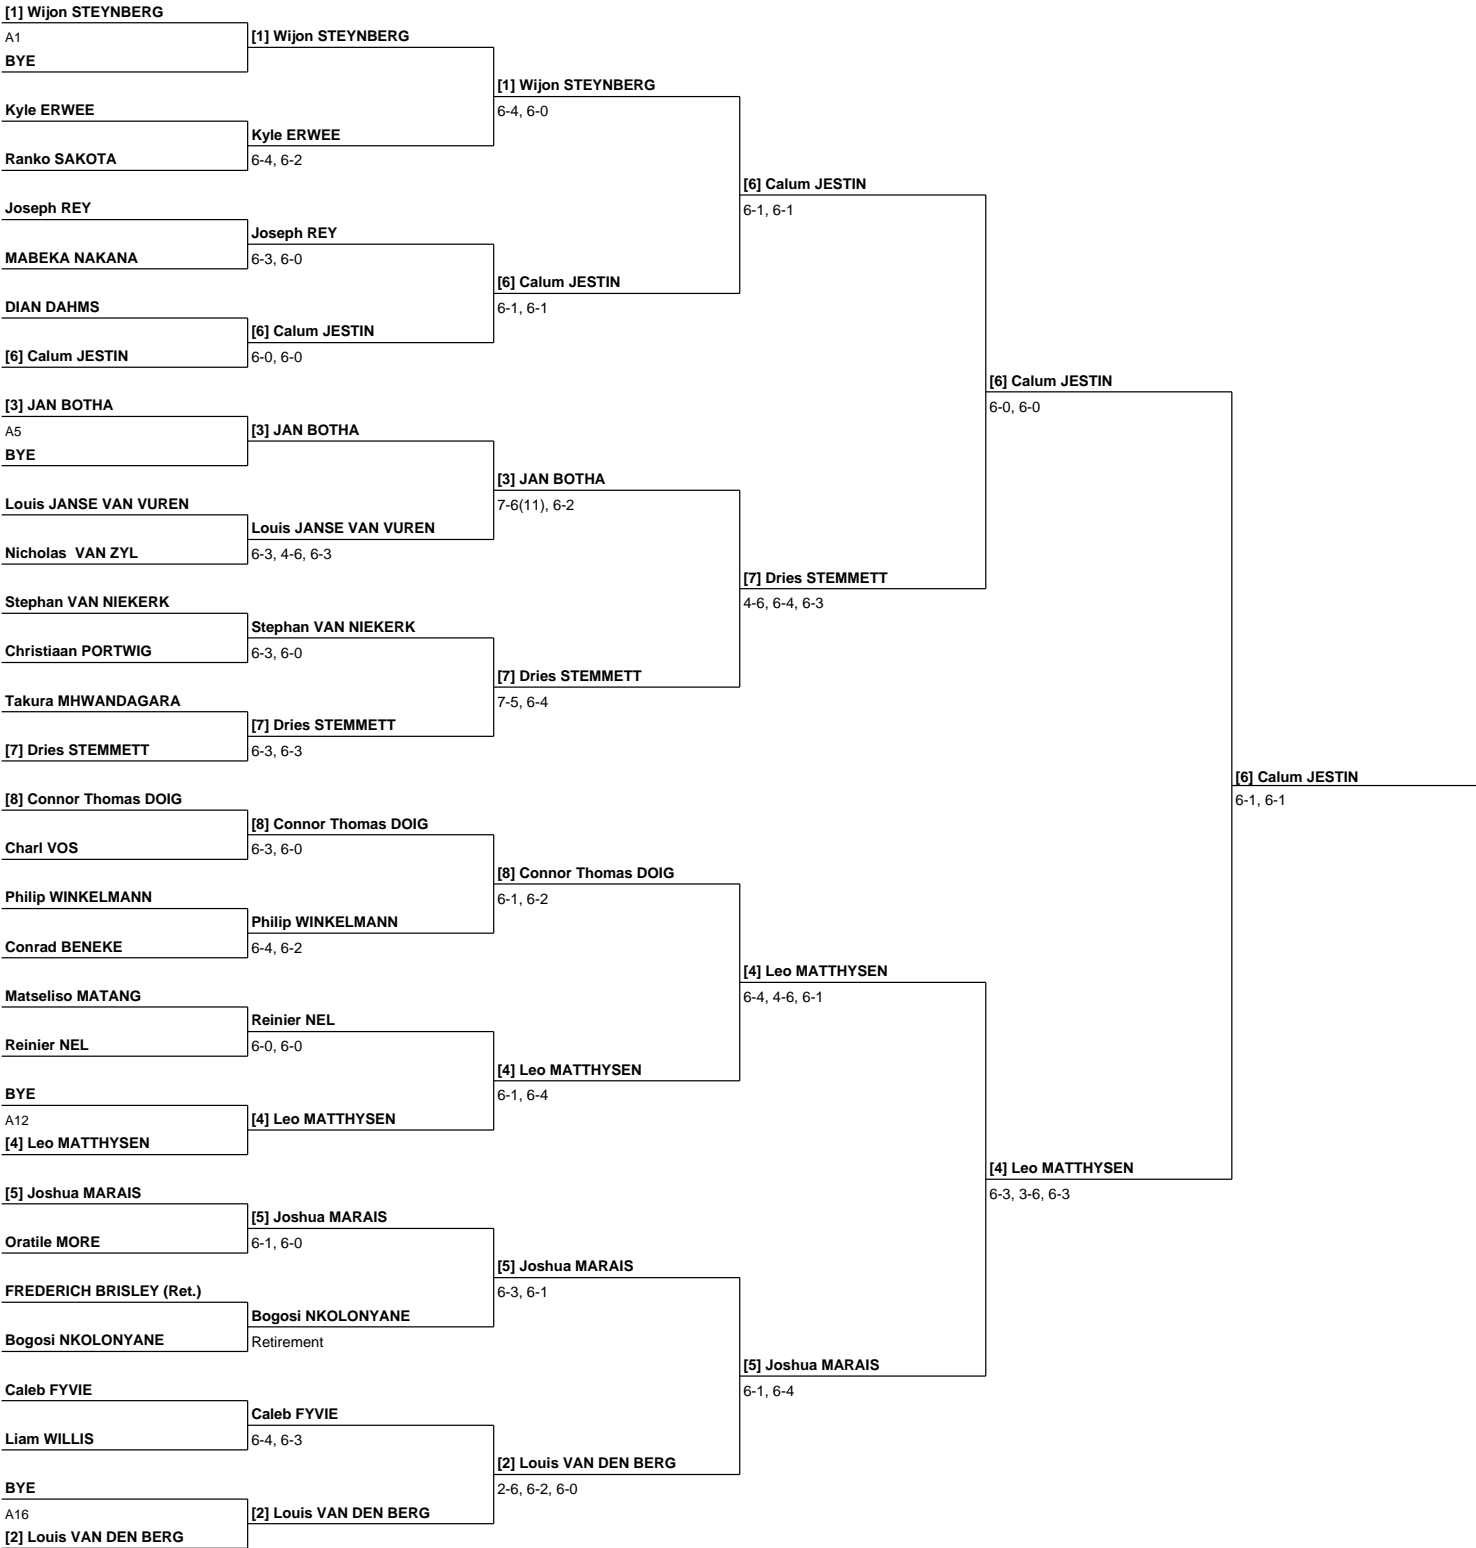 [1] Wijon STEYNBERG
A1
BYE
Kyle ERWEE
Ranko SAKOTA
Joseph REY
MABEKA NAKANA
DIAN DAHMS
[6] Calum JESTIN
[3] JAN BOTHA
A5
BYE
Louis JANSE VAN VUREN
Nicholas  VAN ZYL
Stephan VAN NIEKERK
Christiaan PORTWIG
Takura MHWANDAGARA
[7] Dries STEMMETT
[8] Connor Thomas DOIG
Charl VOS
Philip WINKELMANN
Conrad BENEKE
Matseliso MATANG
Reinier NEL
BYE
A12
[4] Leo MATTHYSEN
[5] Joshua MARAIS
Oratile MORE
FREDERICH BRISLEY (Ret.)
Bogosi NKOLONYANE
Caleb FYVIE
Liam WILLIS
BYE
A16
[2] Louis VAN DEN BERG
[1] Wijon STEYNBERG
Kyle ERWEE
6-4, 6-2
Joseph REY
6-3, 6-0
[6] Calum JESTIN
6-0, 6-0
[3] JAN BOTHA
Louis JANSE VAN VUREN
6-3, 4-6, 6-3
Stephan VAN NIEKERK
6-3, 6-0
[7] Dries STEMMETT
6-3, 6-3
[8] Connor Thomas DOIG
6-3, 6-0
Philip WINKELMANN
6-4, 6-2
Reinier NEL
6-0, 6-0
[4] Leo MATTHYSEN
[5] Joshua MARAIS
6-1, 6-0
Bogosi NKOLONYANE
Retirement
Caleb FYVIE
6-4, 6-3
[2] Louis VAN DEN BERG
[1] Wijon STEYNBERG
6-4, 6-0
[6] Calum JESTIN
6-1, 6-1
[3] JAN BOTHA
7-6(11), 6-2
[7] Dries STEMMETT
7-5, 6-4
[8] Connor Thomas DOIG
6-1, 6-2
[4] Leo MATTHYSEN
6-1, 6-4
[5] Joshua MARAIS
6-3, 6-1
[2] Louis VAN DEN BERG
2-6, 6-2, 6-0
[6] Calum JESTIN
6-1, 6-1
[7] Dries STEMMETT
4-6, 6-4, 6-3
[4] Leo MATTHYSEN
6-4, 4-6, 6-1
[5] Joshua MARAIS
6-1, 6-4
[6] Calum JESTIN
6-0, 6-0
[4] Leo MATTHYSEN
6-3, 3-6, 6-3
[6] Calum JESTIN
6-1, 6-1